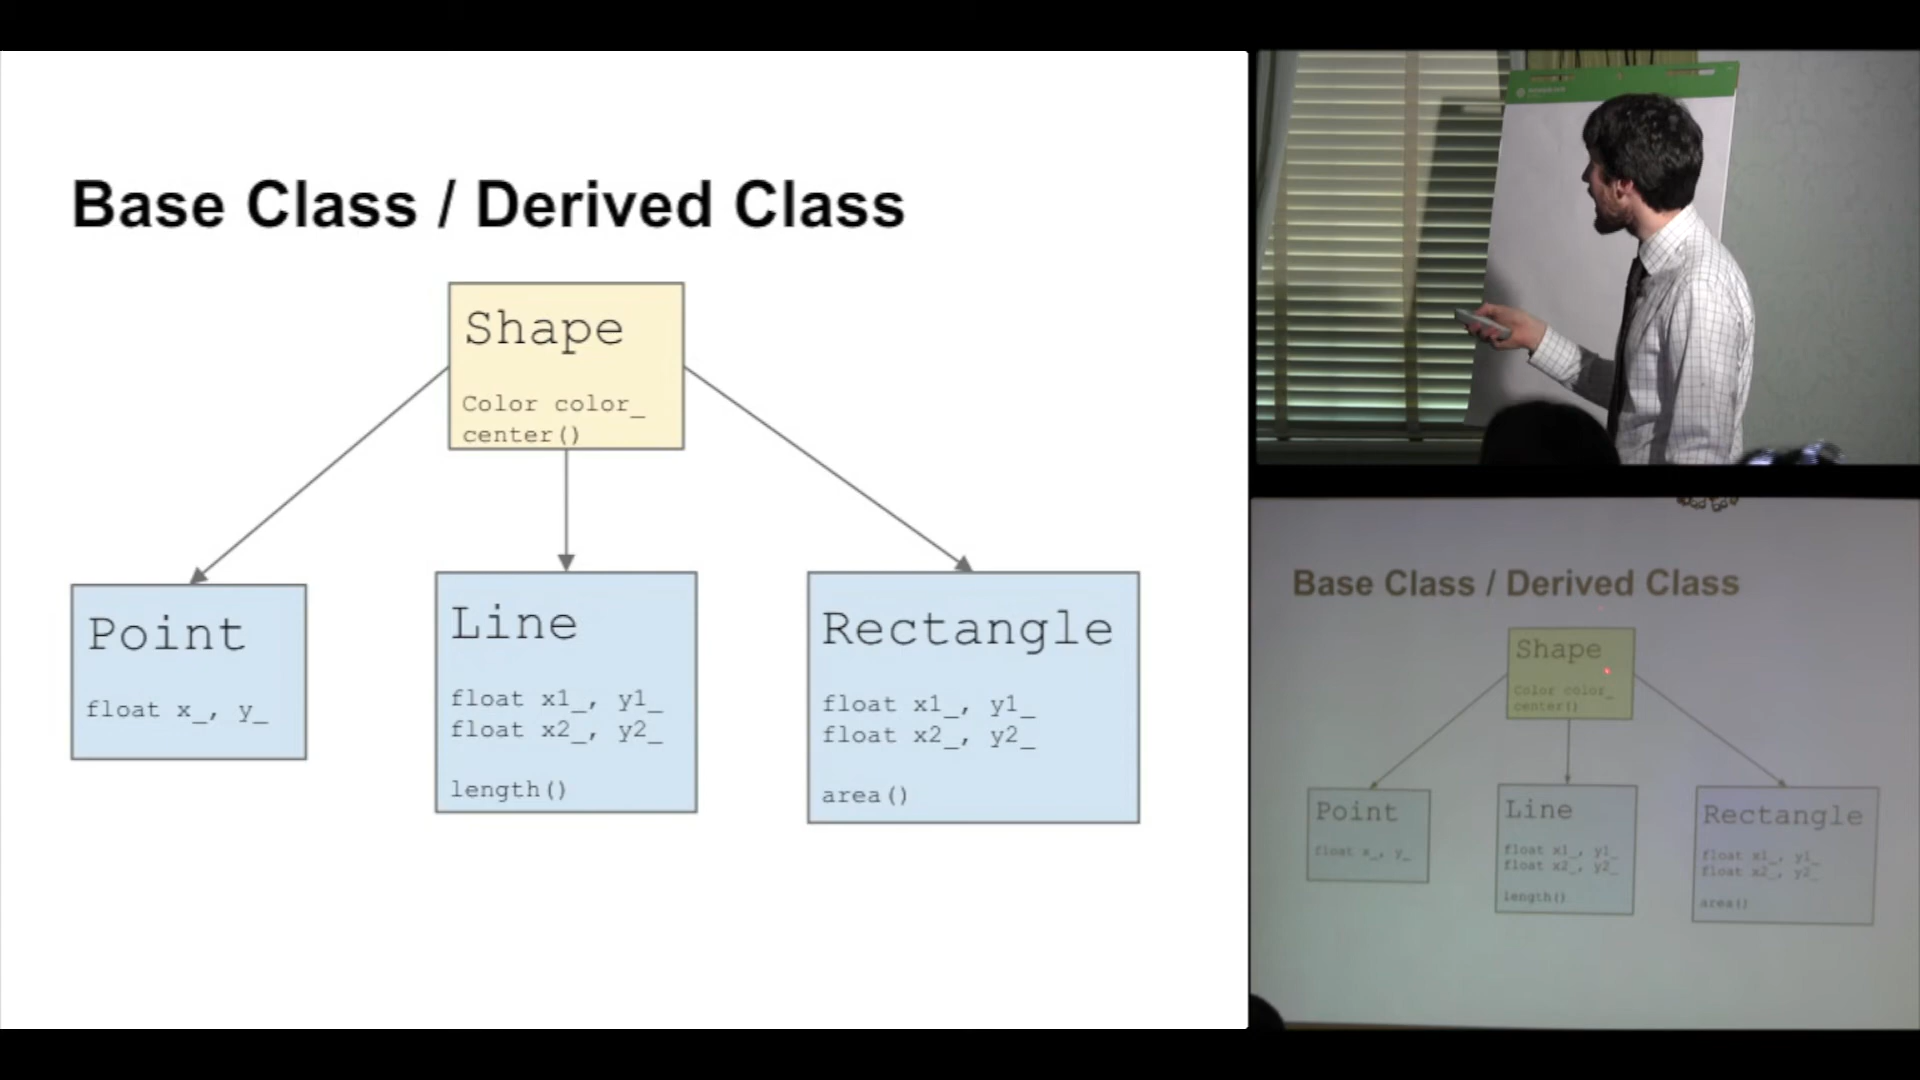 Base Class / Derived Class
Shape
Color color_
center()
Point
float x_, y_
Line
float x1_, y1_
float x2_, y2_
length()
Rectangle
float x1_, y1_
float x2_, y2_
area()
Base Class / Derived Class
Shape
Color color_
center()
Point
float x_, y_
Line
float x1_, y1_
float x2_, y2_
length()
Rectangle
float x1_, y1_
float x2_, y2_
area()